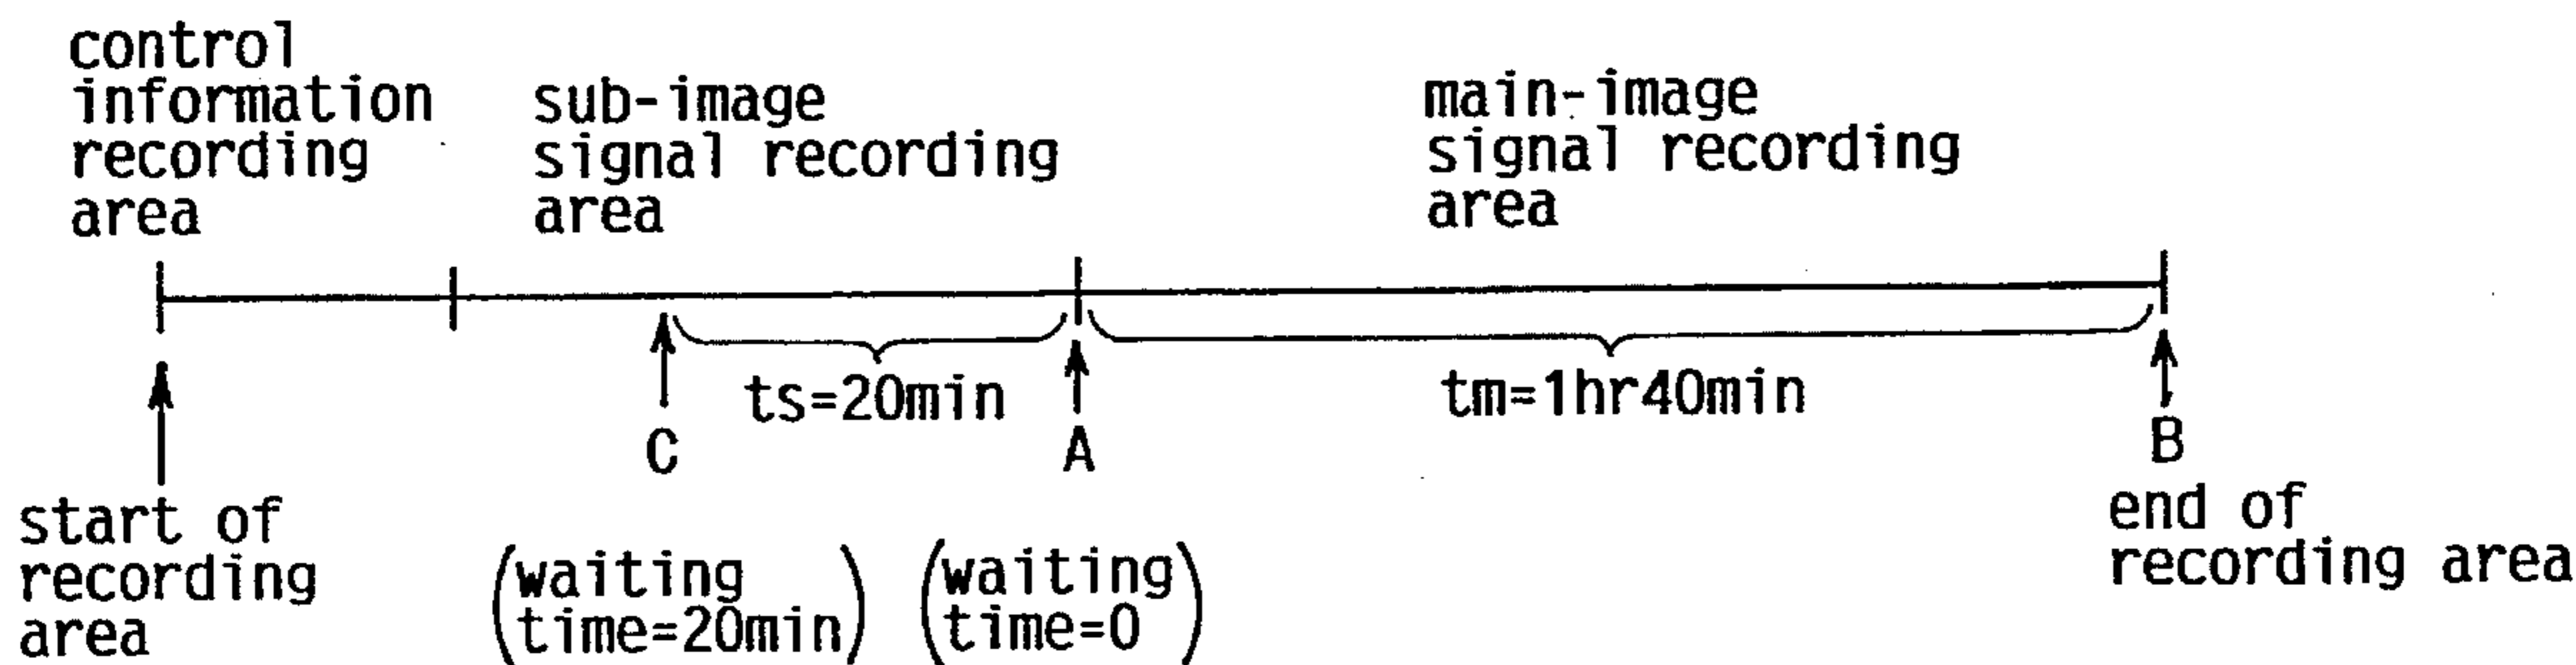 control
information
recording
area
sub-image
signal recording
area
main-image
signal recording
area
ts=20min
tm=1hr40min
C
A
B
start of
recording
area
(waiting
time=20min)
(waiting
time=0)
end of
recording area